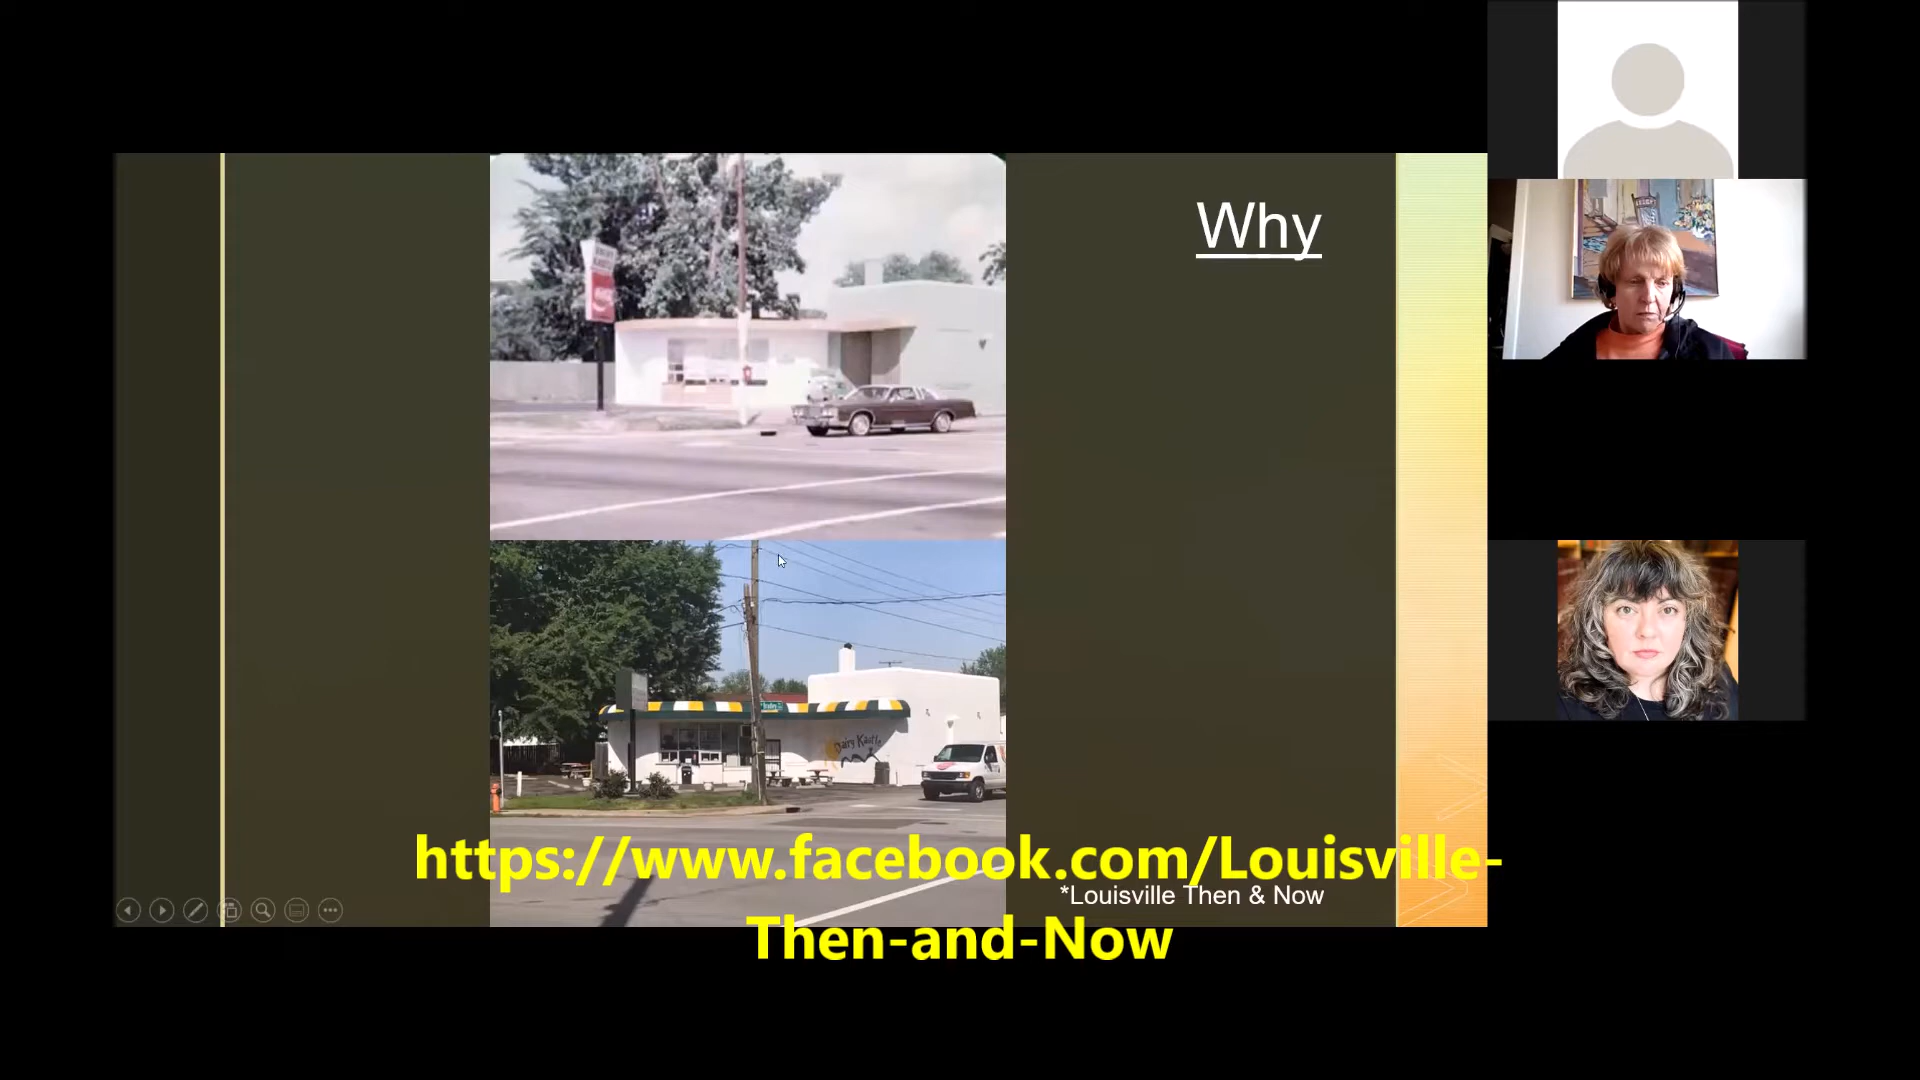 Why
Dairy Kastle
https://www.facebook.com/Louisville-
*Louisville Then & Now
Then-and-Now